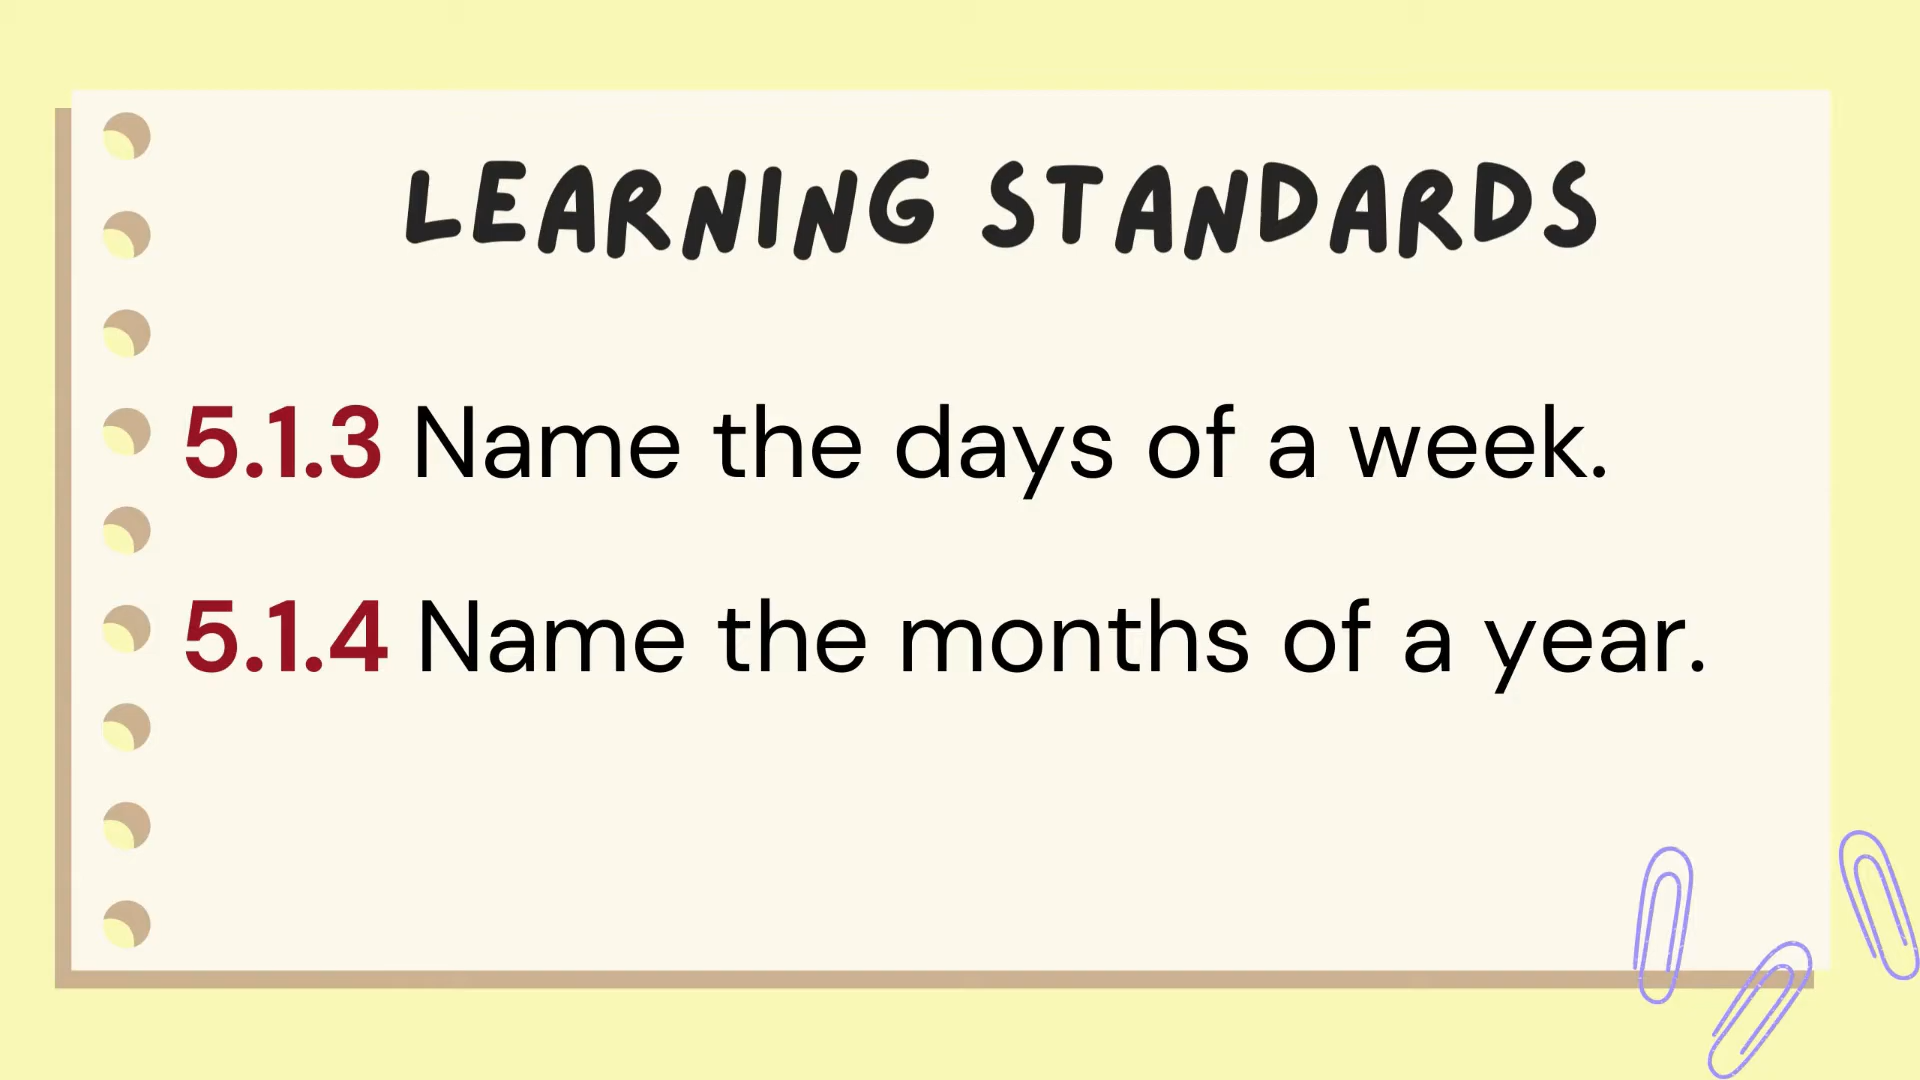 LEARNING STANDARDS
5.1.3 Name the days of a week.
5.1.4 Name the months of a year.